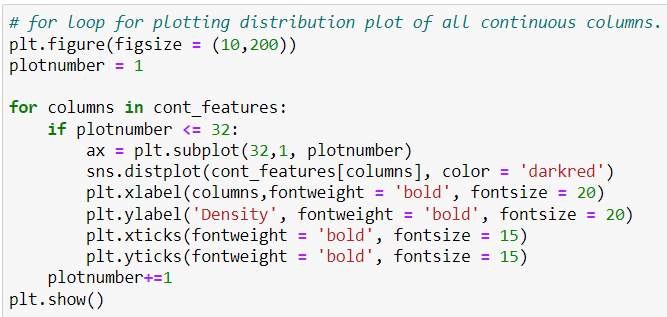 # for loop for plotting distribution plot of all continuous columns.
plt.figure(figsize = (10,200))
plotnumber = 1

for columns in cont_features:
    if plotnumber <= 32:
        ax = plt.subplot(32,1, plotnumber)
        sns.distplot(cont_features[columns], color = 'darkred')
        plt.xlabel(columns,fontweight = 'bold', fontsize = 20)
        plt.ylabel('Density', fontweight = 'bold', fontsize = 20)
        plt.xticks(fontweight = 'bold', fontsize = 15)
        plt.yticks(fontweight = 'bold', fontsize = 15)
    plotnumber+=1
plt.show()